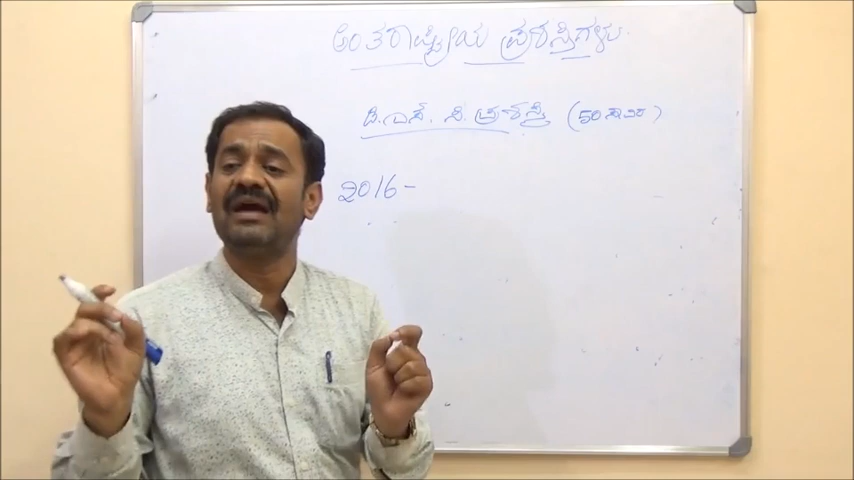 ಅಂತರಾಷ್ಟ್ರೀಯ ಪ್ರಶಸ್ತಿಗಳು
ಡಿ.ಎಸ್. ಸಿ. ಪ್ರಶಸ್ತಿ (50 ಸಾವಿರ)
2016-